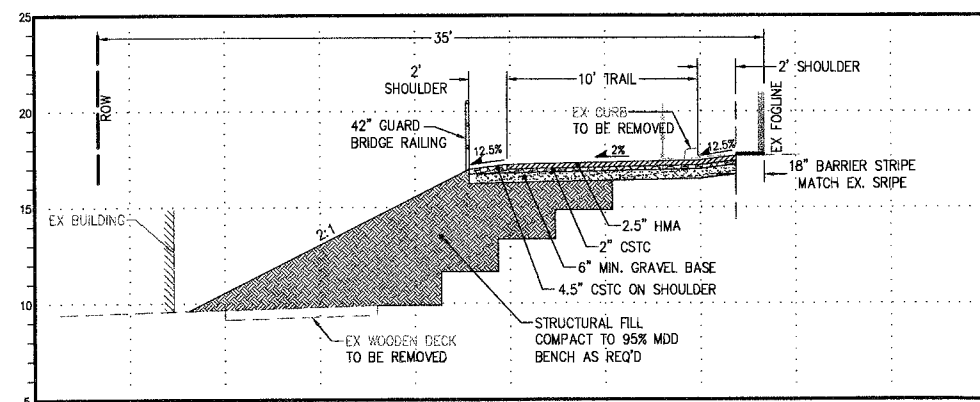 25
20
15
10
5
35'
ROW
2'
SHOULDER
10' TRAIL
2' SHOULDER
EX CURB
TO BE REMOVED
EX FOGLINE
42" GUARD
BRIDGE RAILING
12.5%
2%
12.5%
18" BARRIER STRIPE
MATCH EX. SRIPE
EX BUILDING
2:1
2.5" HMA
2" CSTC
6" MIN. GRAVEL BASE
4.5" CSTC ON SHOULDER
STRUCTURAL FILL
COMPACT TO 95% MDD
BENCH AS REQ'D
EX WOODEN DECK
TO BE REMOVED